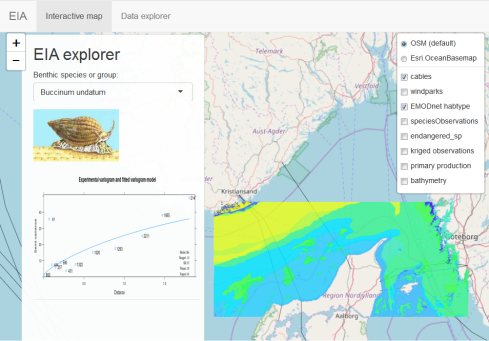 EIA Interactive map Data explorer
+
−
EIA explorer
Benthic species or group:
Buccinum undatum
Experimental variogram and fitted variogram model
Distance
OSM (default)
Esri OceanBasemap
cables
windparks
EMODnet habtype
speciesObservations
endangered_sp
kriged observations
primary production
bathymetry
Telemark
Vestfold
Aust-Agder
Kristiansand
Göteborg
Region Nordjylland
Aalborg